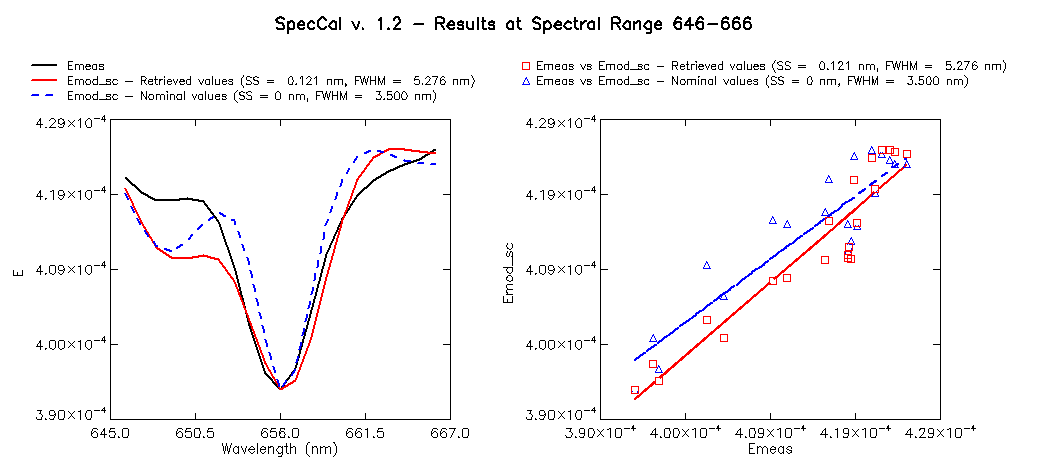 SpecCal v. 1.2 – Results at Spectral Range 646–666
Emeas
Emod_sc – Retrieved values (SS = 0.121 nm, FWHM = 5.276 nm)
Emod_sc – Nominal values (SS = 0 nm, FWHM = 3.500 nm)
4.29×10⁻⁴
4.19×10⁻⁴
4.09×10⁻⁴
4.00×10⁻⁴
3.90×10⁻⁴
E
645.0 650.5 656.0 661.5 667.0
Wavelength (nm)
Emeas vs Emod_sc – Retrieved values (SS = 0.121 nm, FWHM = 5.276 nm)
Emeas vs Emod_sc – Nominal values (SS = 0 nm, FWHM = 3.500 nm)
4.29×10⁻⁴
4.19×10⁻⁴
4.09×10⁻⁴
4.00×10⁻⁴
3.90×10⁻⁴
Emod_sc
3.90×10⁻⁴ 4.00×10⁻⁴ 4.09×10⁻⁴ 4.19×10⁻⁴ 4.29×10⁻⁴
Emeas